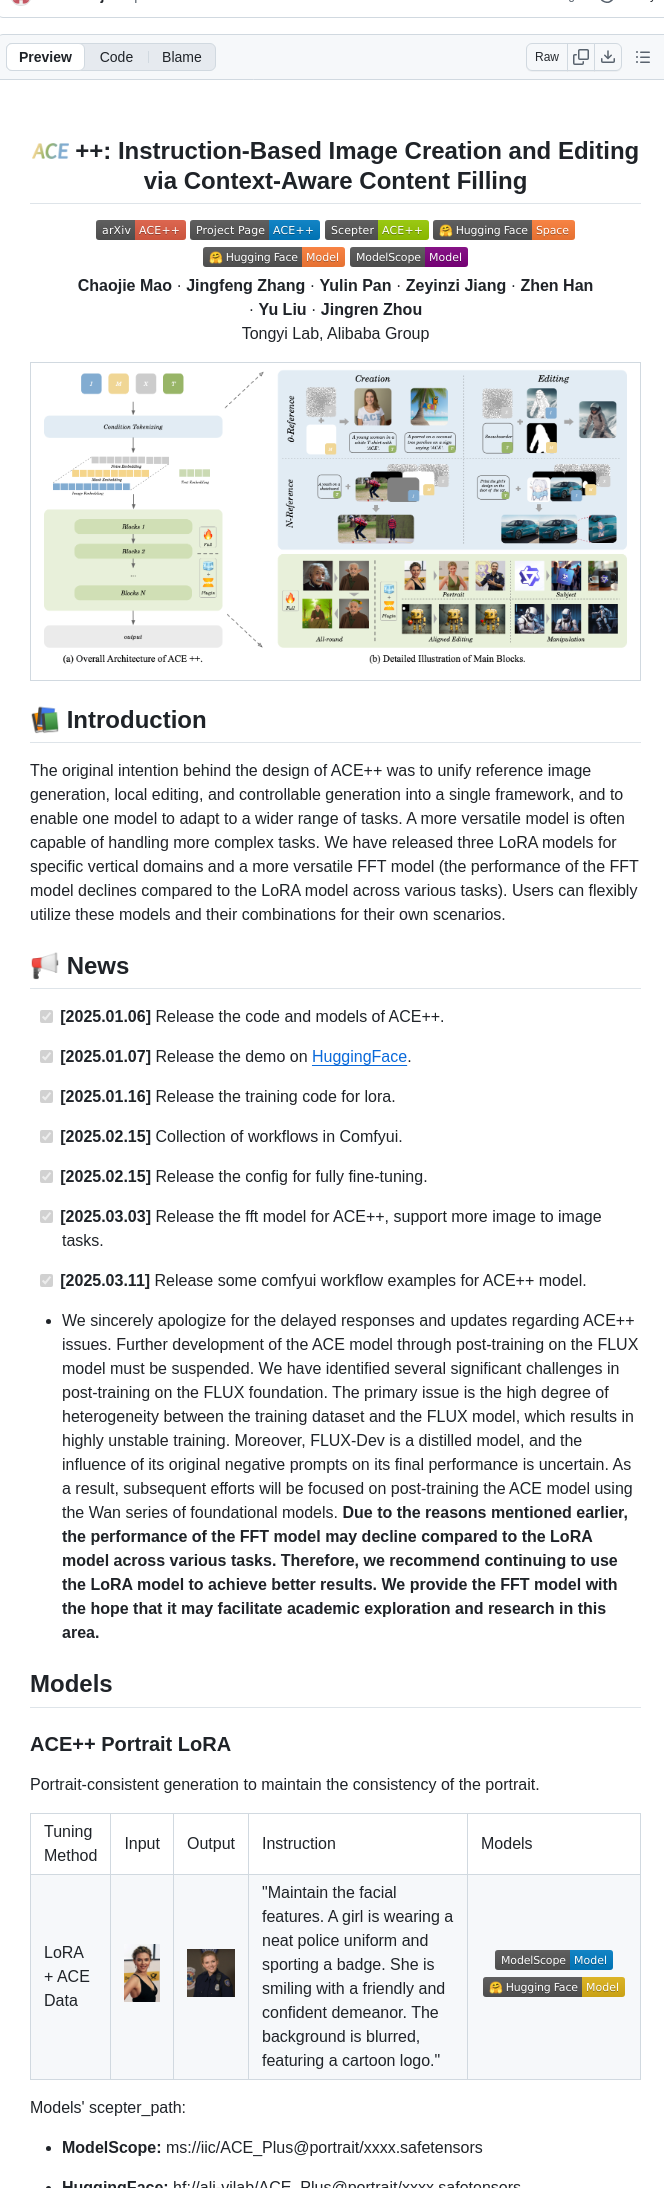 Preview Code Blame Raw
ACE ++: Instruction-Based Image Creation and Editing
via Context-Aware Content Filling
arXiv ACE++ Project Page ACE++ Scepter ACE++ 🤗 Hugging Face Space
🤗 Hugging Face Model ModelScope Model
Chaojie Mao · Jingfeng Zhang · Yulin Pan · Zeyinzi Jiang · Zhen Han
· Yu Liu · Jingren Zhou
Tongyi Lab, Alibaba Group
Creation Editing
Condition Tokenizing
0-Reference
Text Embedding
Image Embedding
N-Reference
Blocks 1
Blocks 2
...
Blocks N
Full
Plugin
output
Full
Plugin
Portrait Subject
All-round Aligned Editing Manipulation
(a) Overall Architecture of ACE ++. (b) Detailed Illustration of Main Blocks.
📚 Introduction
The original intention behind the design of ACE++ was to unify reference image
generation, local editing, and controllable generation into a single framework, and to
enable one model to adapt to a wider range of tasks. A more versatile model is often
capable of handling more complex tasks. We have released three LoRA models for
specific vertical domains and a more versatile FFT model (the performance of the FFT
model declines compared to the LoRA model across various tasks). Users can flexibly
utilize these models and their combinations for their own scenarios.
📢 News
[2025.01.06] Release the code and models of ACE++.
[2025.01.07] Release the demo on HuggingFace.
[2025.01.16] Release the training code for lora.
[2025.02.15] Collection of workflows in Comfyui.
[2025.02.15] Release the config for fully fine-tuning.
[2025.03.03] Release the fft model for ACE++, support more image to image
tasks.
[2025.03.11] Release some comfyui workflow examples for ACE++ model.
• We sincerely apologize for the delayed responses and updates regarding ACE++
issues. Further development of the ACE model through post-training on the FLUX
model must be suspended. We have identified several significant challenges in
post-training on the FLUX foundation. The primary issue is the high degree of
heterogeneity between the training dataset and the FLUX model, which results in
highly unstable training. Moreover, FLUX-Dev is a distilled model, and the
influence of its original negative prompts on its final performance is uncertain. As
a result, subsequent efforts will be focused on post-training the ACE model using
the Wan series of foundational models. Due to the reasons mentioned earlier,
the performance of the FFT model may decline compared to the LoRA
model across various tasks. Therefore, we recommend continuing to use
the LoRA model to achieve better results. We provide the FFT model with
the hope that it may facilitate academic exploration and research in this
area.
Models
ACE++ Portrait LoRA
Portrait-consistent generation to maintain the consistency of the portrait.
Tuning
Method
Input
Output
Instruction
Models
LoRA
+ ACE
Data
"Maintain the facial
features. A girl is wearing a
neat police uniform and
sporting a badge. She is
smiling with a friendly and
confident demeanor. The
background is blurred,
featuring a cartoon logo."
ModelScope Model
🤗 Hugging Face Model
Models' scepter_path:
• ModelScope: ms://iic/ACE_Plus@portrait/xxxx.safetensors
• HuggingFace: hf://ali-vilab/ACE_Plus@portrait/xxxx.safetensors